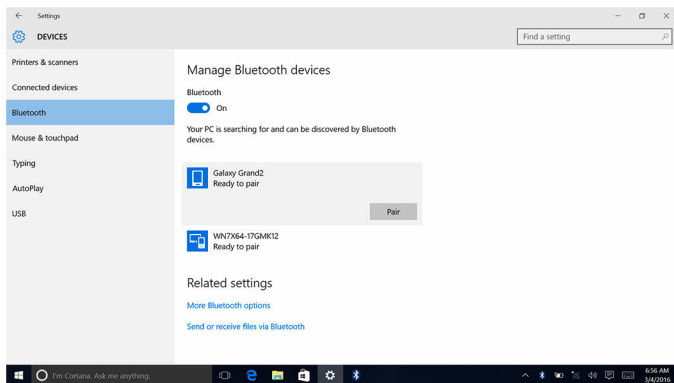 Settings
DEVICES
Find a setting
Printers & scanners
Connected devices
Bluetooth
Mouse & touchpad
Typing
AutoPlay
USB
Manage Bluetooth devices
Bluetooth
On
Your PC is searching for and can be discovered by Bluetooth
devices.
Galaxy Grand2
Ready to pair
Pair
WN7X64-17GMK12
Ready to pair
Related settings
More Bluetooth options
Send or receive files via Bluetooth
I'm Cortana. Ask me anything.
6:56 AM
3/4/2016